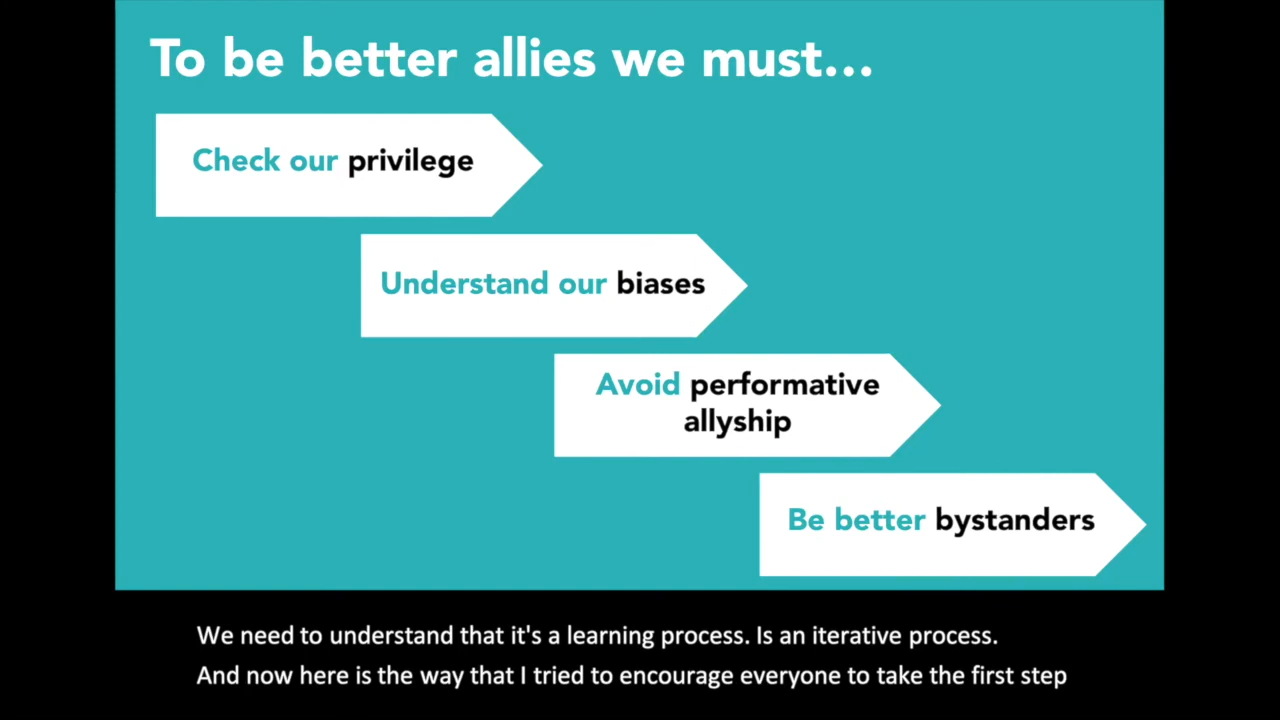 To be better allies we must...
Check our privilege
Understand our biases
Avoid performative
allyship
Be better bystanders
We need to understand that it's a learning process. Is an iterative process.
And now here is the way that I tried to encourage everyone to take the first step